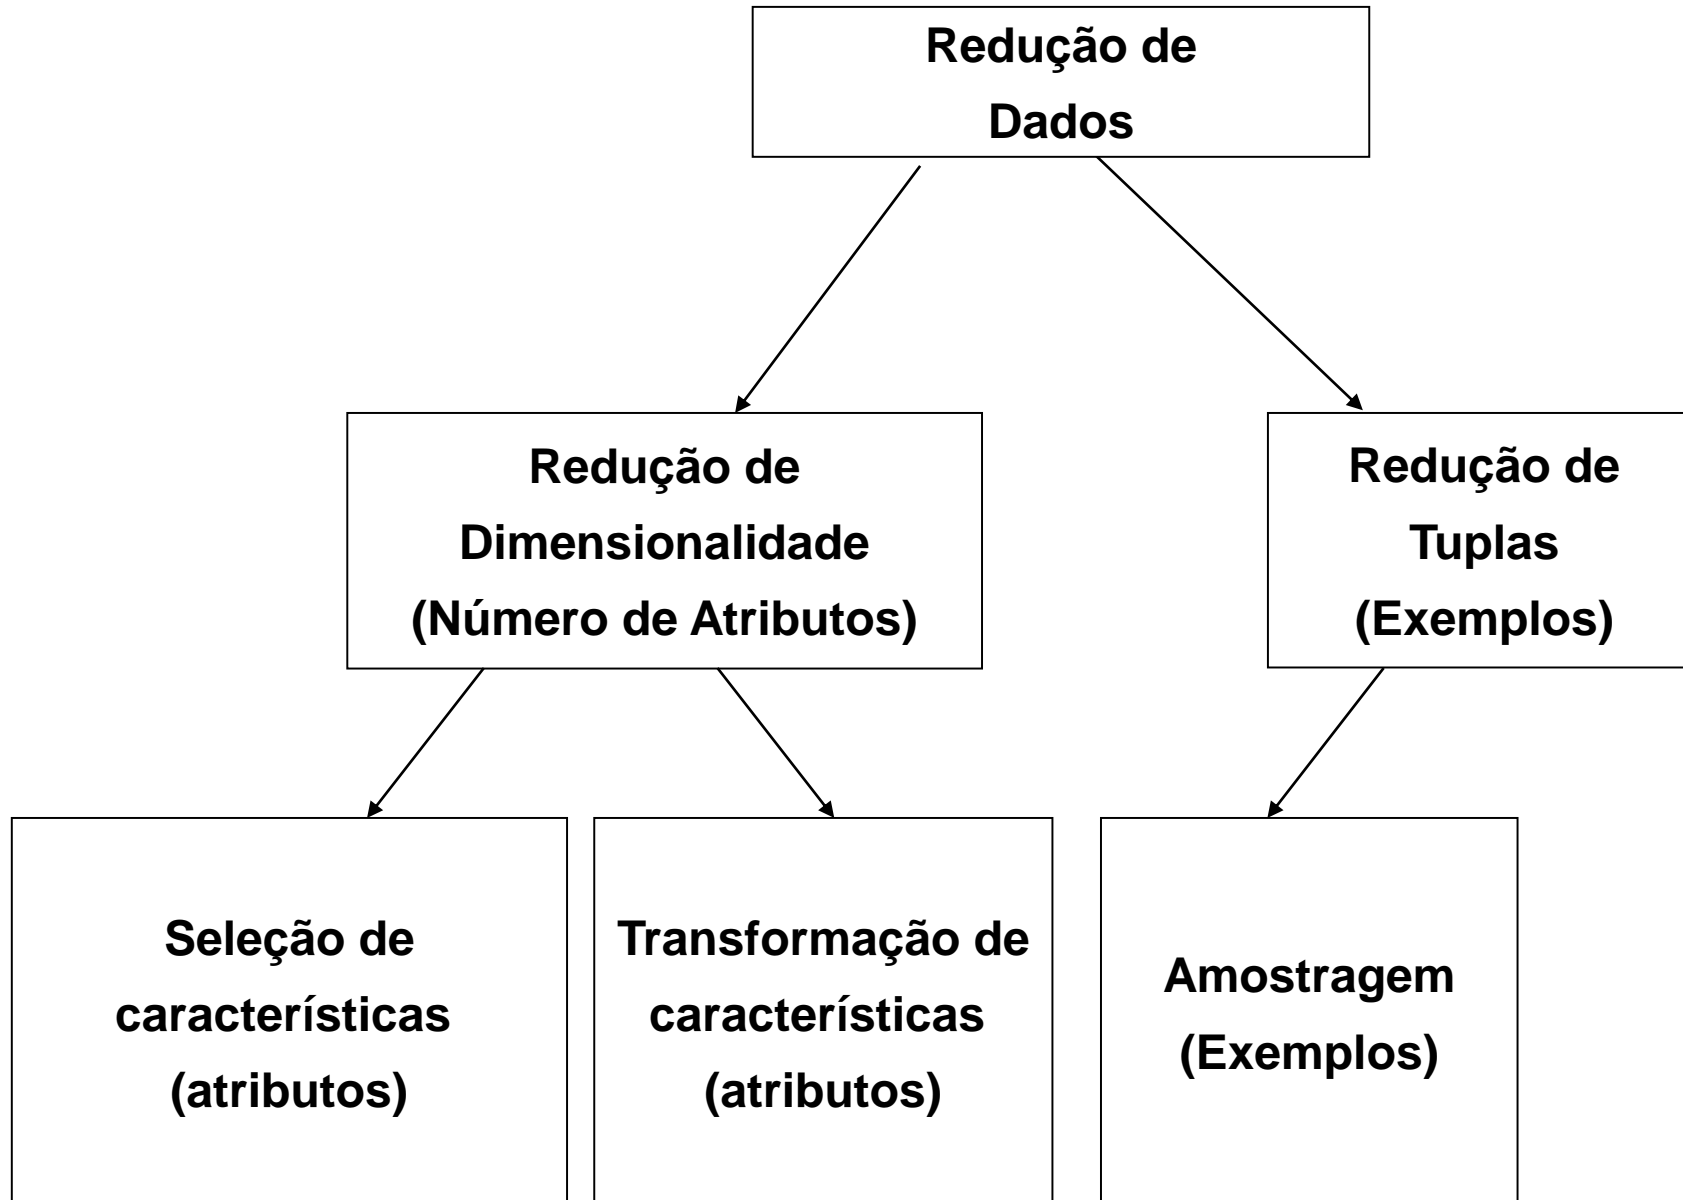 Redução de
Dados
Redução de
Dimensionalidade
(Número de Atributos)
Redução de
Tuplas
(Exemplos)
Seleção de
características
(atributos)
Transformação de
características
(atributos)
Amostragem
(Exemplos)